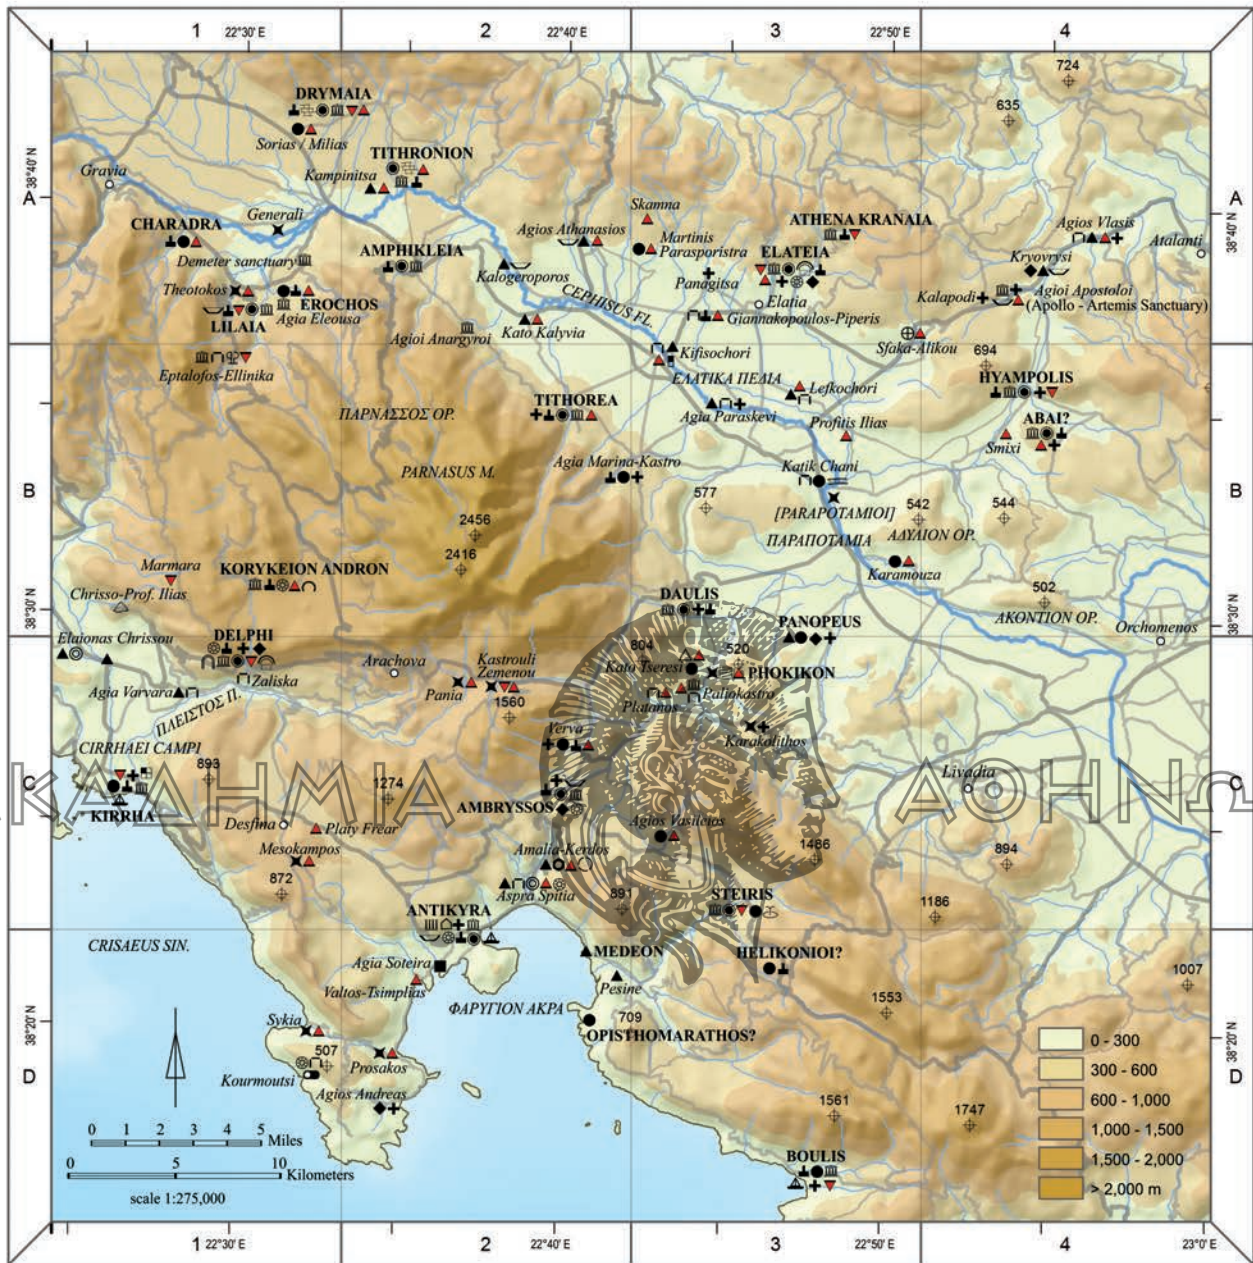 1 2 3 4
22°30' E 22°40' E 22°50' E
724
635
DRYMAIA
Sorias / Milias
38°40' N
A
Gravia
TITHRONION
Kampinitsa
A
38°40' N
Skamna
CHARADRA
Generali
Agios Athanasios
Martinis
Parasporistra
ATHENA KRANAIA
Agios Vlasis
Atalanti
Demeter sanctuary
AMPHIKLEIA
Kalogeroporos
ELATEIA
Panagitsa
Kryovrysi
Theotokos
EROCHOS
LILAIA
Agia Eleousa
CEPHISUS FL.
Elatia
Kalapodi
Agioi Apostoloi
(Apollo - Artemis Sanctuary)
Agioi Anargyroi
Kato Kalyvia
Giannakopoulos-Piperis
Sfaka-Alikou
Eptalofos-Ellinika
Kifisochori
ΕΛΑΤΙΚΑ ΠΕΔΙΑ
694
HYAMPOLIS
ΠΑΡΝΑΣΣΟΣ ΟΡ.
TITHOREA
Lefkochori
Agia Paraskevi
Profitis Ilias
ABAI?
Smixi
PARNASUS M.
Agia Marina-Kastro
Katik Chani
B B
577
[PARAPOTAMIOI]
542
544
2456
ΠΑΡΑΠΟΤΑΜΙΑ
ΑΔΥΛΙΟΝ ΟΡ.
2416
Marmara
KORYKEION ANDRON
Karamouza
Chrisso-Prof. Ilias
502
38°30' N
DAULIS
ΑΚΟΝΤΙΟΝ ΟΡ.
38°30' N
Elaionas Chrissou
DELPHI
PANOPEUS
Orchomenos
804
520
Arachova
Kastrouli
Zemenou
Kato Tseresi
PHOKIKON
Agia Varvara
Zaliska
Pania
Paliokastro
Platanos
ΠΛΕΙΣΤΟΣ Π.
1560
Verva
Karakolithos
CIRRHAEI CAMPI
893
C C
ΚΑΔΗΜΙΑ ΑΘΗΝΩ
Livadia
1274
KIRRHA
AMBRYSSOS
Desfina
Platy Frear
Agios Vasileios
Mesokampos
Amalia-Kerdos
1486
894
872
Aspra Spitia
891
STEIRIS
1186
ANTIKYRA
CRISAEUS SIN.
MEDEON
HELIKONIOI?
Agia Soteira
Pesine
Valtos-Tsimplias
ΦΑΡΥΓΙΟΝ ΑΚΡΑ
1007
1553
Sykia
709
38°20' N
OPISTHOMARATHOS?
38°20' N
507
Prosakos
D D
Kourmoutsi
Agios Andreas
1561
1747
BOULIS
0 - 300
300 - 600
600 - 1,000
1,000 - 1,500
1,500 - 2,000
> 2,000 m
0 1 2 3 4 5 Miles
0 5 10 Kilometers
scale 1:275,000
1 22°30' E 2 22°40' E 3 22°50' E 4 23°0' E